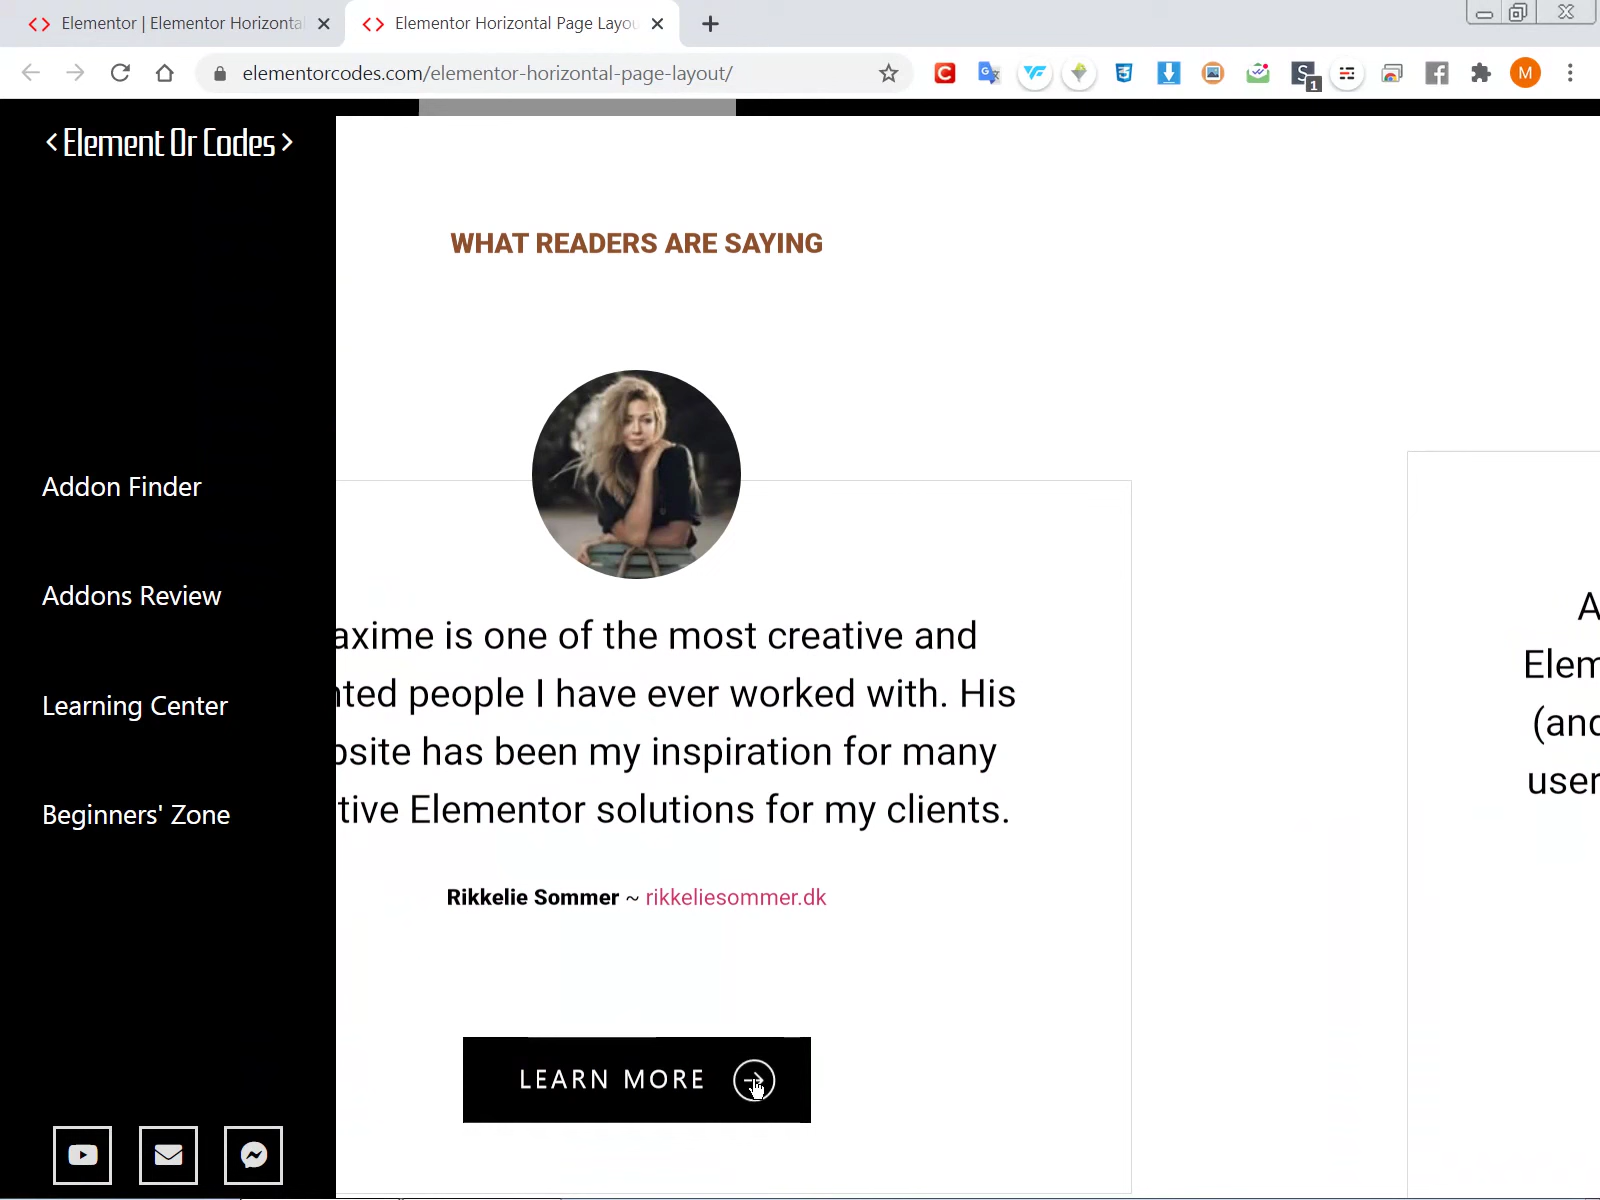 Elementor | Elementor Horizontal
Elementor Horizontal Page Layou
elementorcodes.com/elementor-horizontal-page-layout/
1
M
<Element Or Codes>
WHAT READERS ARE SAYING
Addon Finder
Addons Review
Learning Center
Beginners' Zone
axime is one of the most creative and
nted people I have ever worked with. His
osite has been my inspiration for many
tive Elementor solutions for my clients.
Rikkelie Sommer ~ rikkeliesommer.dk
LEARN MORE
A
Elem
(and
user